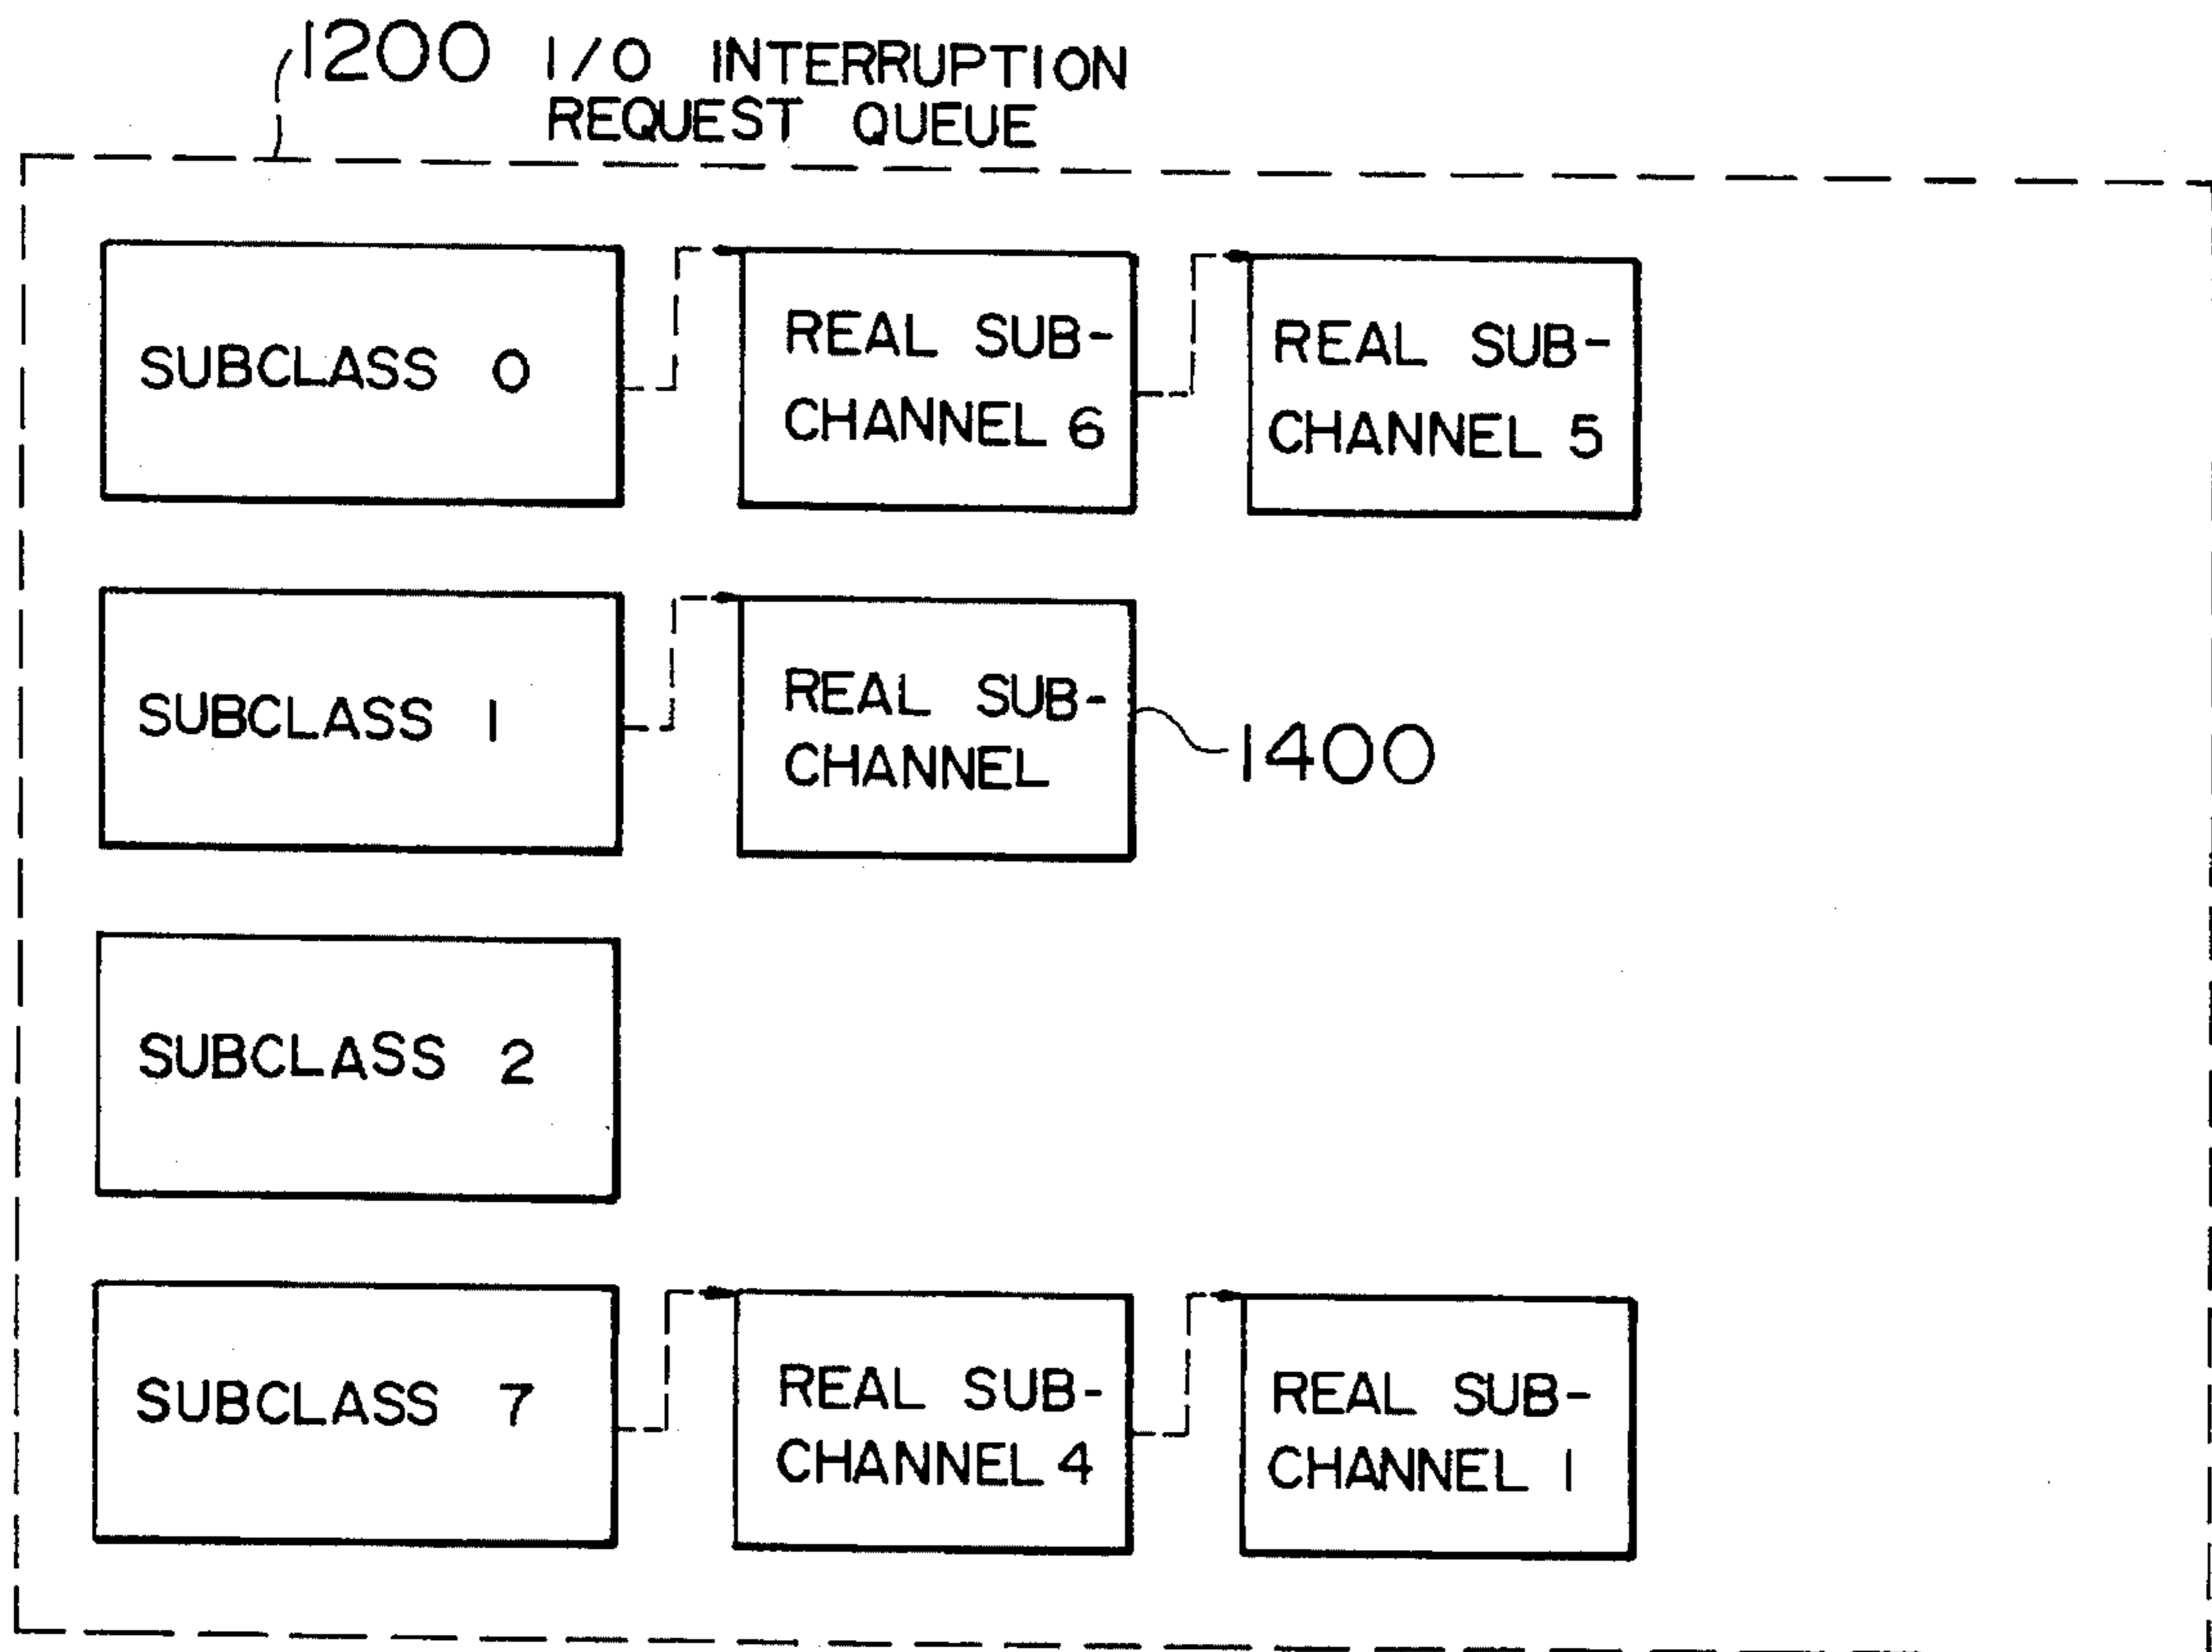 1200 I/O INTERRUPTION
REQUEST QUEUE
SUBCLASS 0
REAL SUB-
CHANNEL 6
REAL SUB-
CHANNEL 5
SUBCLASS 1
REAL SUB-
CHANNEL
1400
SUBCLASS 2
SUBCLASS 7
REAL SUB-
CHANNEL 4
REAL SUB-
CHANNEL 1